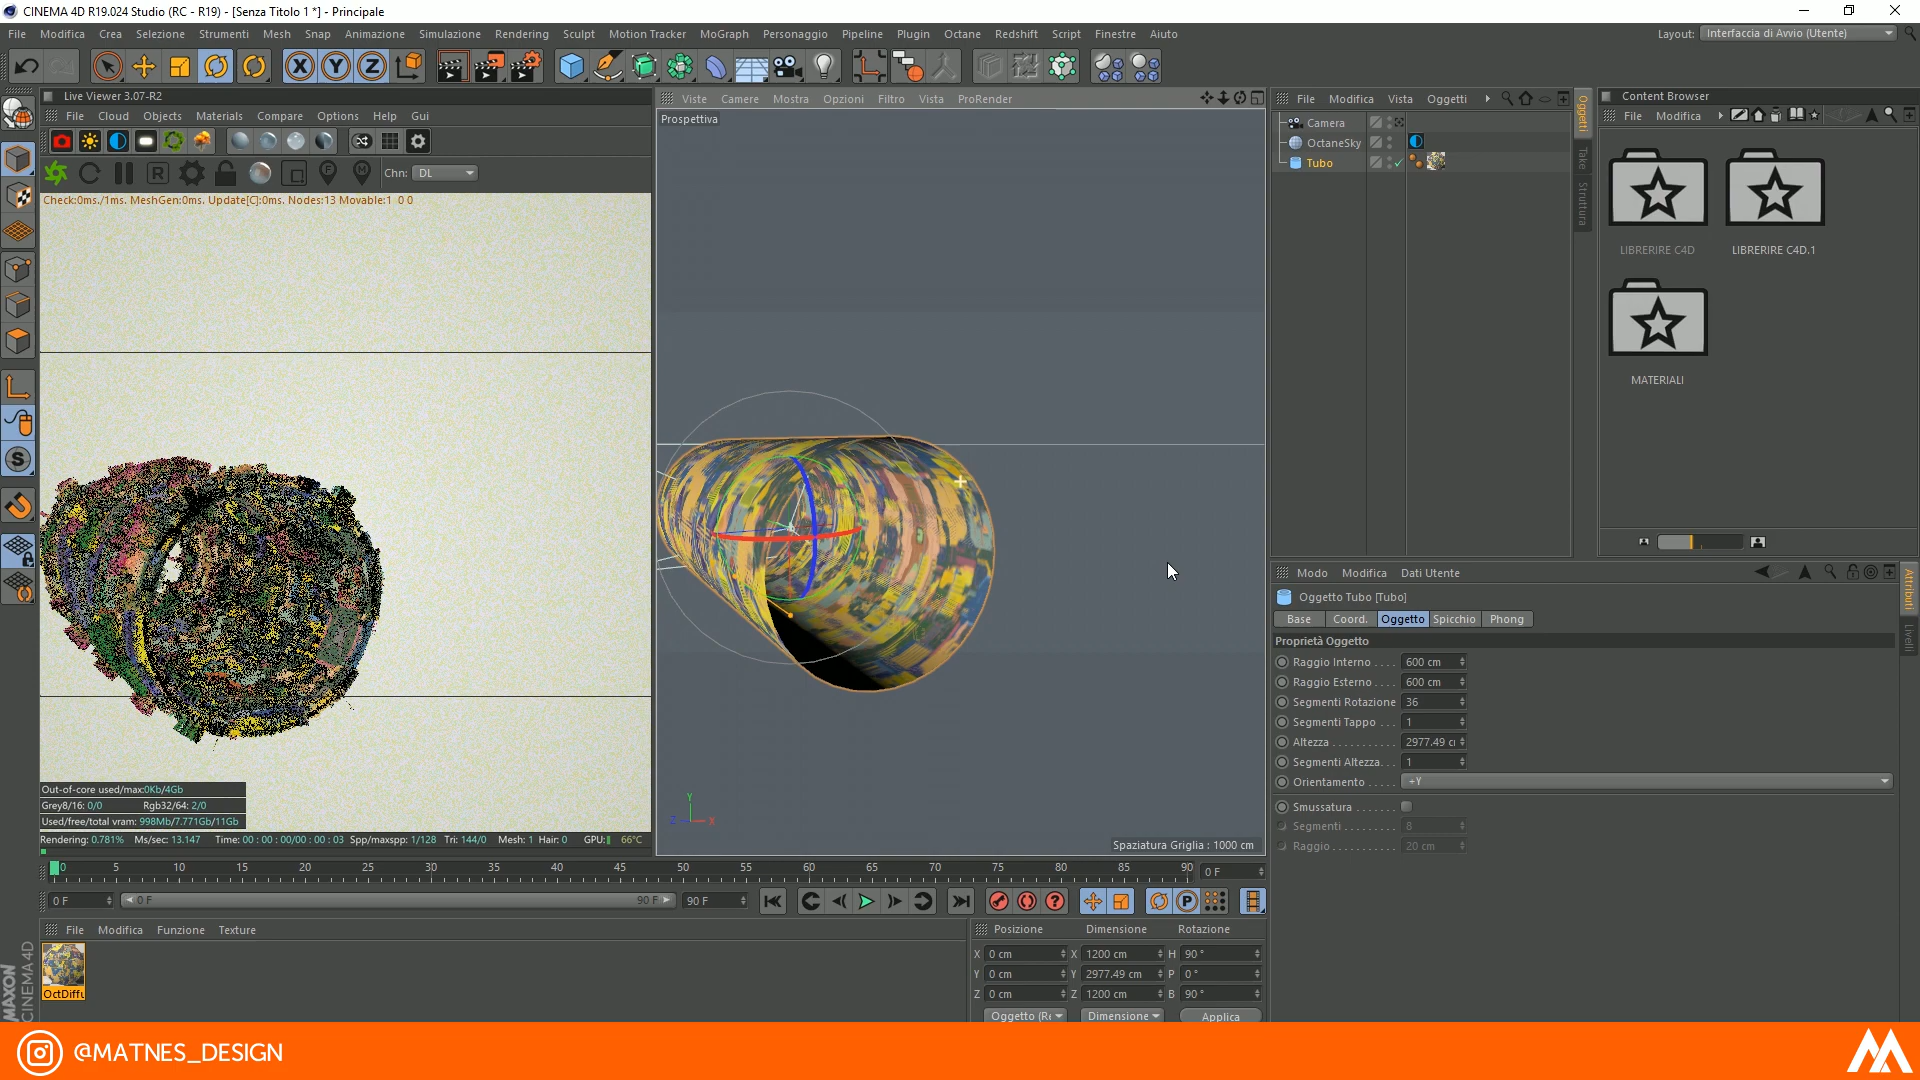 CINEMA 4D R19.024 Studio (RC - R19) - [Senza Titolo 1 *] - Principale
File Modifica Crea Selezione Strumenti Mesh Snap Animazione Simulazione Rendering Sculpt Motion Tracker MoGraph Personaggio Pipeline Plugin Octane Redshift Script Finestre Aiuto Layout: Interfaccia di Avvio (Utente)
Live Viewer 3.07-R2
File Cloud Objects Materials Compare Options Help Gui
Chn: DL
Check:0ms./1ms. MeshGen:0ms. Update[C]:0ms. Nodes:13 Movable:1 0 0
Out-of-core used/max:0Kb/4Gb
Grey8/16: 0/0 Rgb32/64: 2/0
Used/free/total vram: 998Mb/7.771Gb/11Gb
Rendering: 0.781% Ms/sec: 13.147 Time: 00 : 00 : 00/00 : 00 : 03 Spp/maxspp: 1/128 Tri: 144/0 Mesh: 1 Hair: 0 GPU: 66°C
Viste Camere Mostra Opzioni Filtro Vista ProRender
Prospettiva
Y
Z X
Spaziatura Griglia : 1000 cm
File Modifica Vista Oggetti
Camera
OctaneSky
Tubo
Oggetti
Take
Struttura
Content Browser
File Modifica
LIBRERIRE C4D
LIBRERIRE C4D.1
MATERIALI
Modo Modifica Dati Utente
Oggetto Tubo [Tubo]
Base Coord. Oggetto Spicchio Phong
Proprietà Oggetto
Raggio Interno . . . . 600 cm
Raggio Esterno . . . . 600 cm
Segmenti Rotazione 36
Segmenti Tappo . . . 1
Altezza . . . . . . . . . . . 2977.49 c
Segmenti Altezza. . . 1
Orientamento . . . . . +Y
Smussatura . . . . . . .
Segmenti . . . . . . . . . 8
Raggio . . . . . . . . . . . 20 cm
Attributi
Livelli
0 5 10 15 20 25 30 35 40 45 50 55 60 65 70 75 80 85 90 0 F
0 F 0 F 90 F 90 F
File Modifica Funzione Texture
OctDiffu
Posizione Dimensione Rotazione
X 0 cm X 1200 cm H 90 °
Y 0 cm Y 2977.49 cm P 0 °
Z 0 cm Z 1200 cm B 90 °
Oggetto (Re Dimensione Applica
MAXON
CINEMA 4D
@MATNES_DESIGN